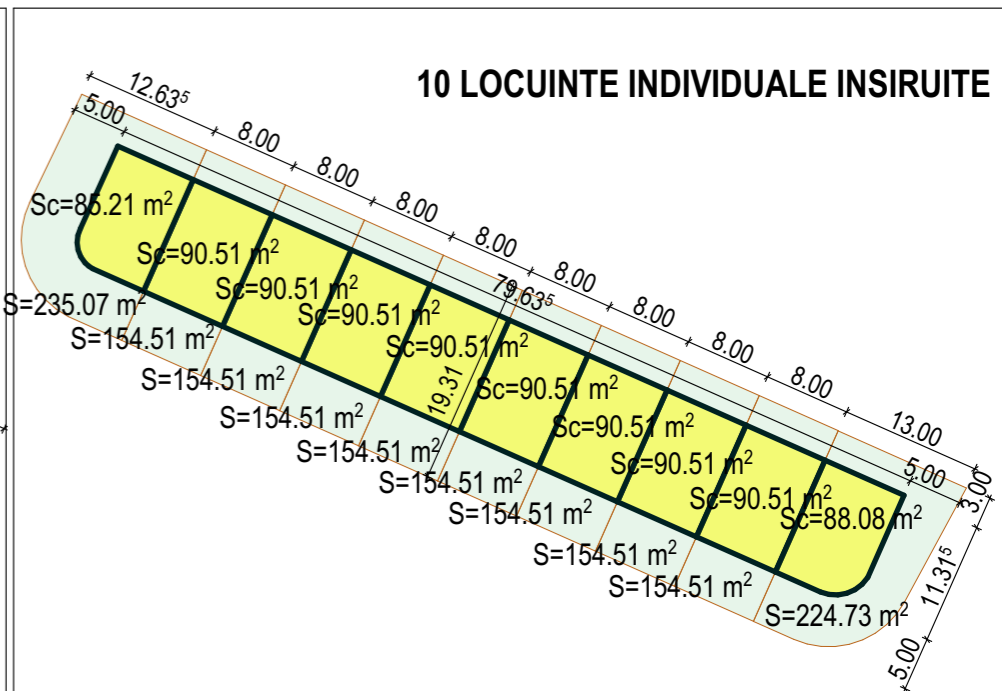 10 LOCUINTE INDIVIDUALE INSIRUITE
12.63⁵
5.00
8.00
8.00
8.00
8.00
8.00
8.00
8.00
8.00
13.00
79.63⁵
19.31
5.00
3.00
11.31⁵
5.00
Sc=85.21 m²
Sc=90.51 m²
Sc=90.51 m²
Sc=90.51 m²
Sc=90.51 m²
Sc=90.51 m²
Sc=90.51 m²
Sc=90.51 m²
Sc=90.51 m²
Sc=88.08 m²
S=235.07 m²
S=154.51 m²
S=154.51 m²
S=154.51 m²
S=154.51 m²
S=154.51 m²
S=154.51 m²
S=154.51 m²
S=154.51 m²
S=224.73 m²